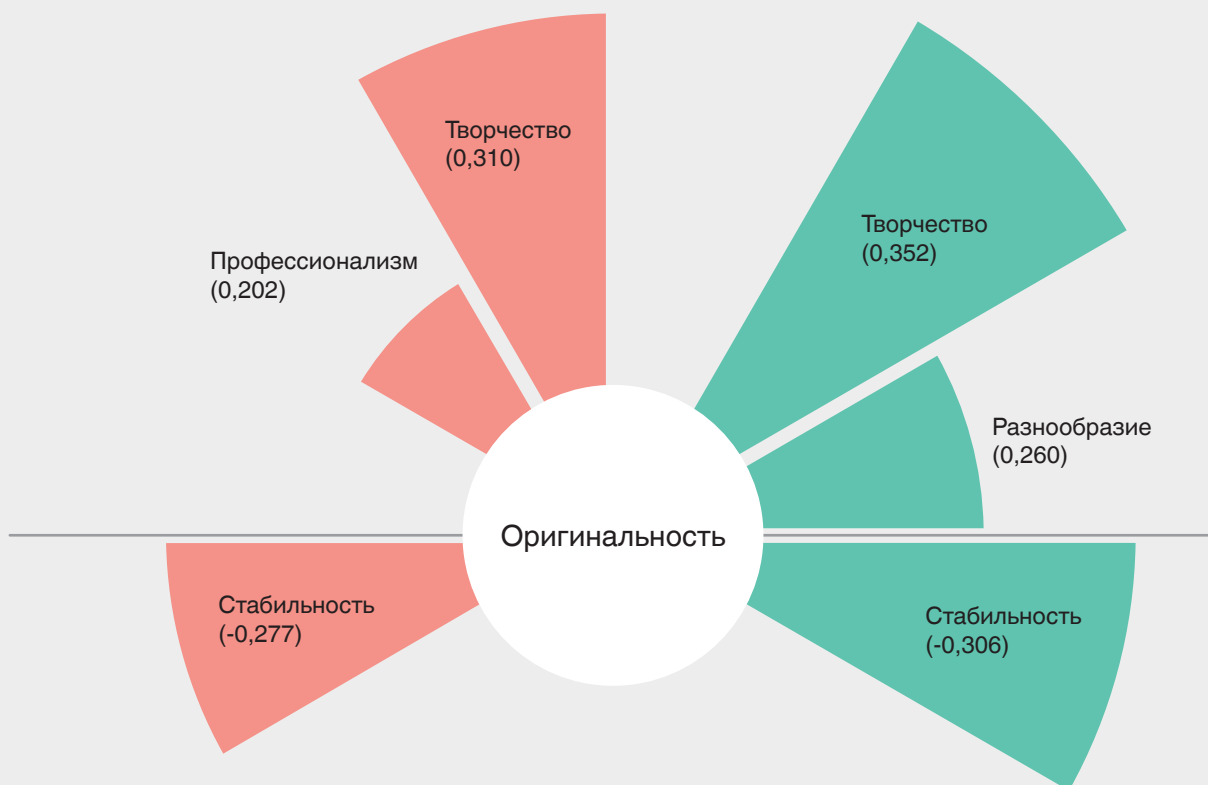 Творчество
(0,310)
Творчество
(0,352)
Профессионализм
(0,202)
Разнообразие
(0,260)
Оригинальность
Стабильность
(-0,277)
Стабильность
(-0,306)